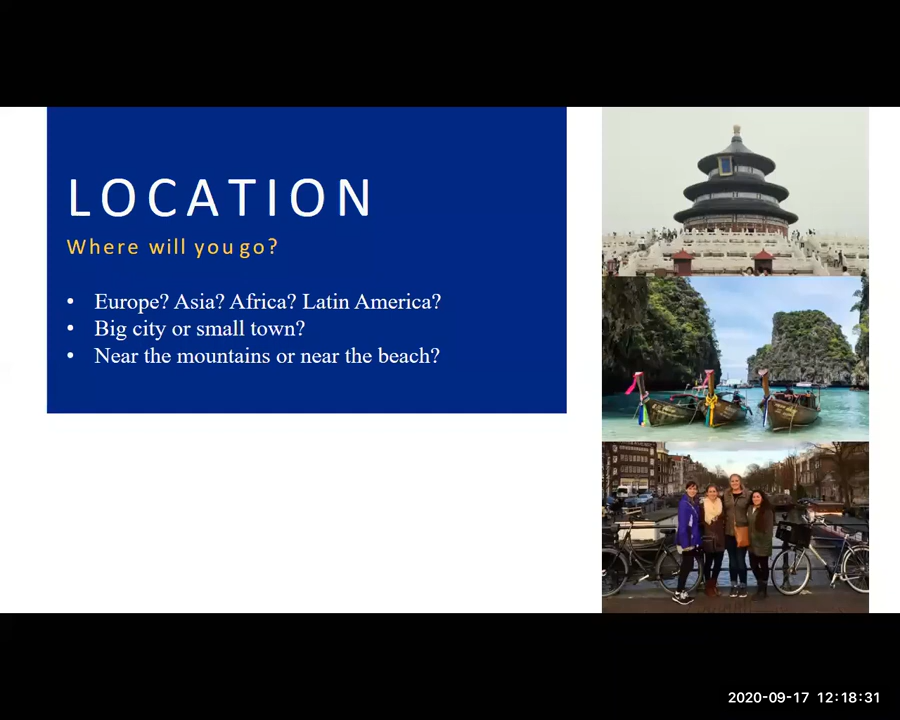 LOCATION
Where will you go?
• Europe? Asia? Africa? Latin America?
• Big city or small town?
• Near the mountains or near the beach?
2020-09-17 12:18:31